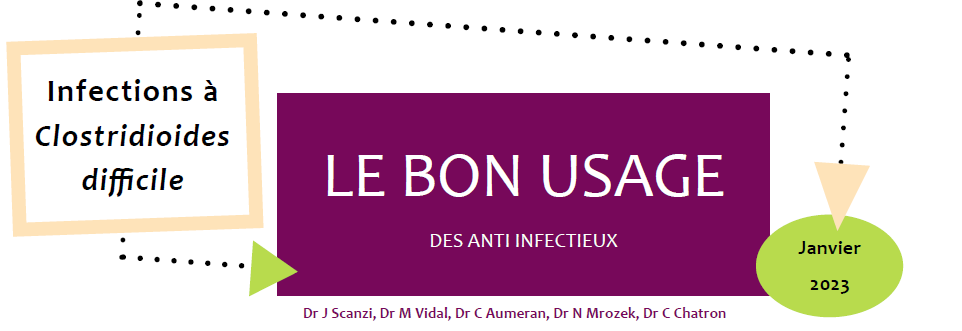 Infections à
Clostridioides
difficile
LE BON USAGE
DES ANTI INFECTIEUX
Janvier
2023
Dr J Scanzi, Dr M Vidal, Dr C Aumeran, Dr N Mrozek, Dr C Chatron